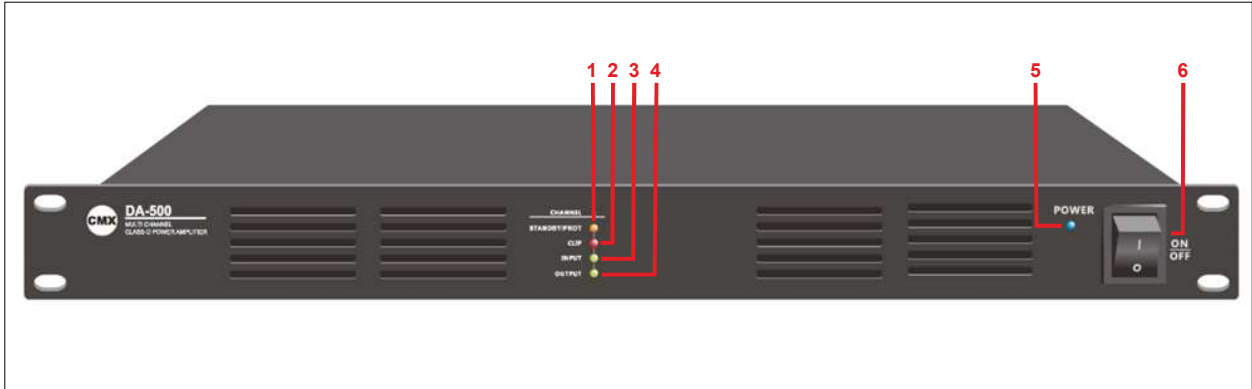 1 2 3 4 5 6
CMX
DA-500
MULTI CHANNEL
CLASS-D POWER AMPLIFIER
CHANNEL
STANDBY/PROT
CLIP
INPUT
OUTPUT
POWER
I
O
ON
OFF